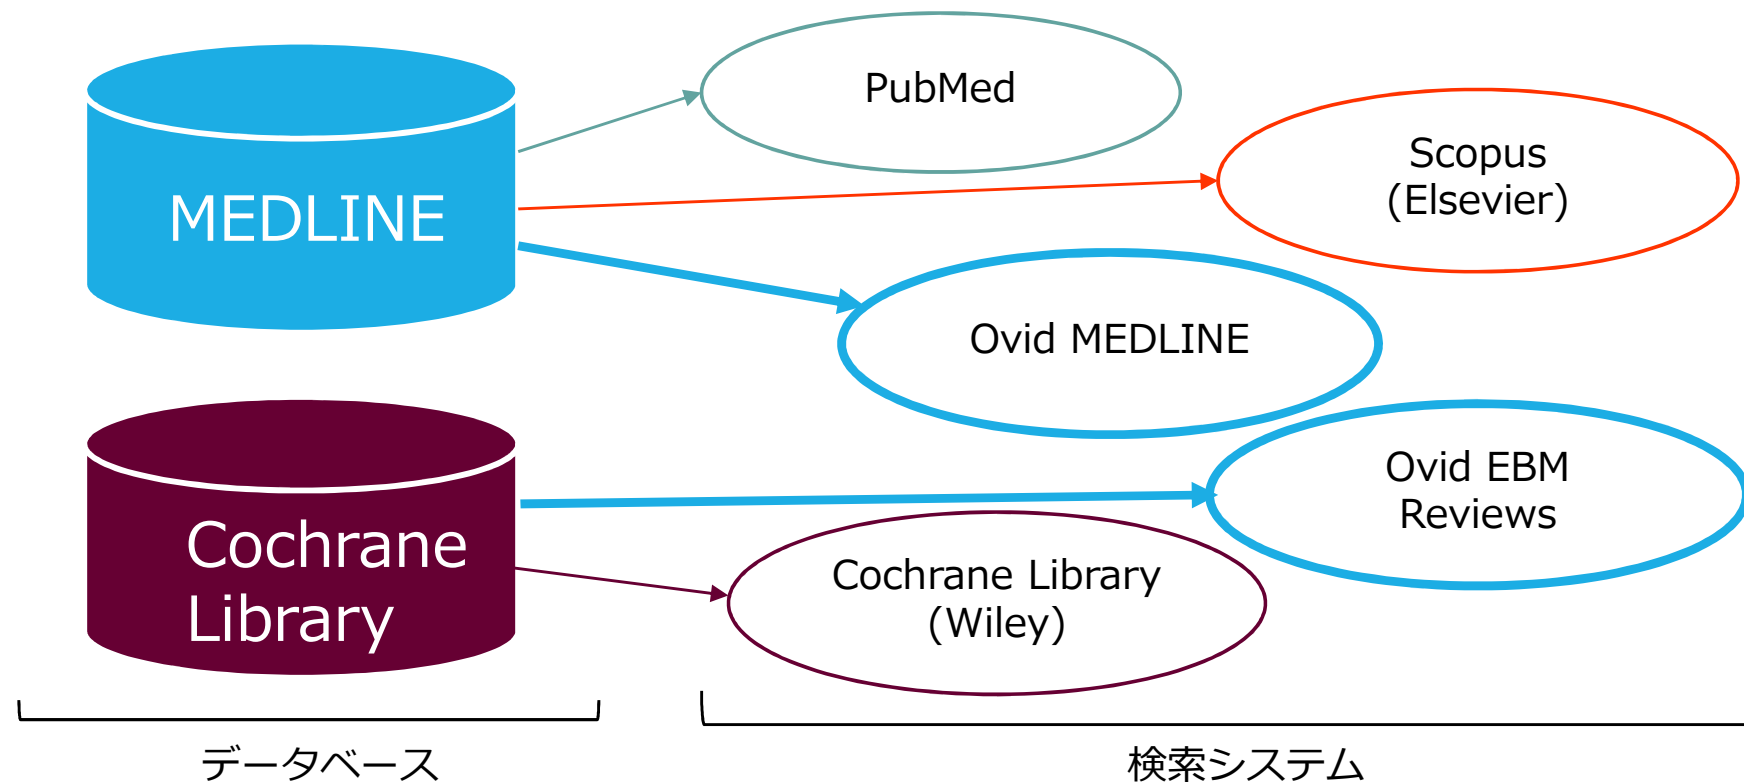 MEDLINE
PubMed
Scopus
(Elsevier)
Ovid MEDLINE
Cochrane
Library
Ovid EBM
Reviews
Cochrane Library
(Wiley)
データベース
検索システム